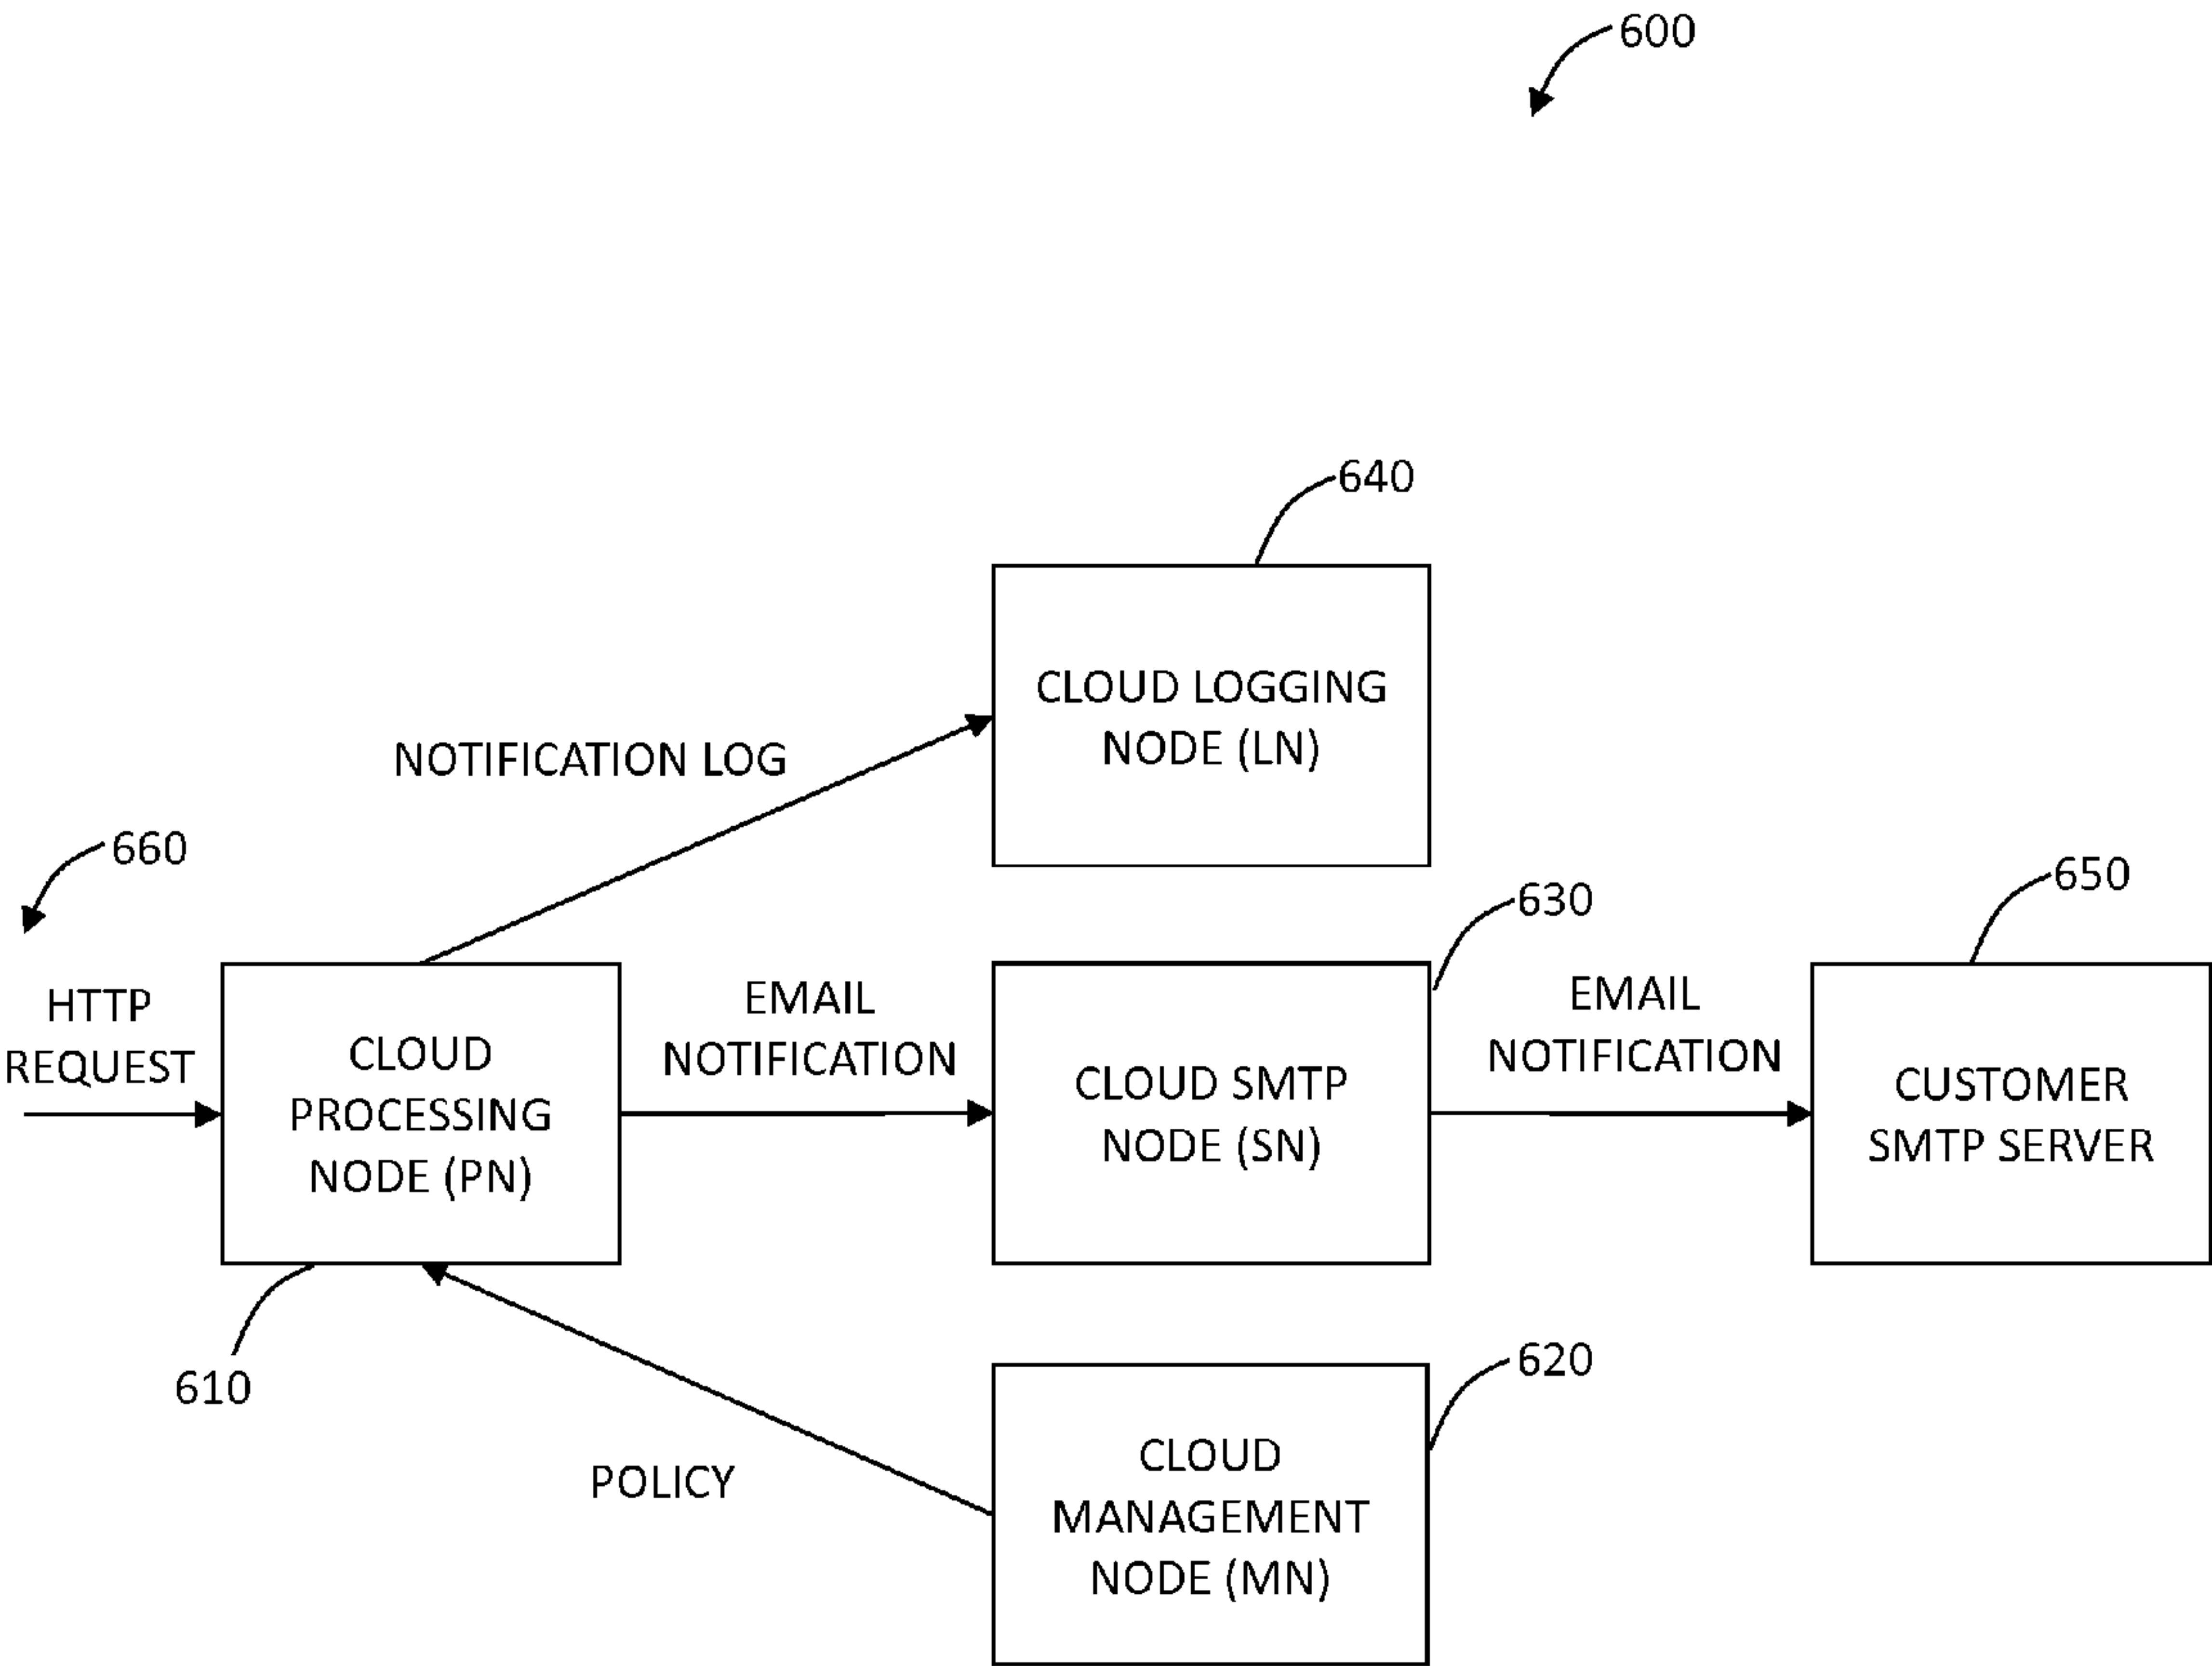 600
640
CLOUD LOGGING
NODE (LN)
NOTIFICATION LOG
660
630
650
HTTP
REQUEST
CLOUD
PROCESSING
NODE (PN)
EMAIL
NOTIFICATION
CLOUD SMTP
NODE (SN)
EMAIL
NOTIFICATION
CUSTOMER
SMTP SERVER
610
620
POLICY
CLOUD
MANAGEMENT
NODE (MN)